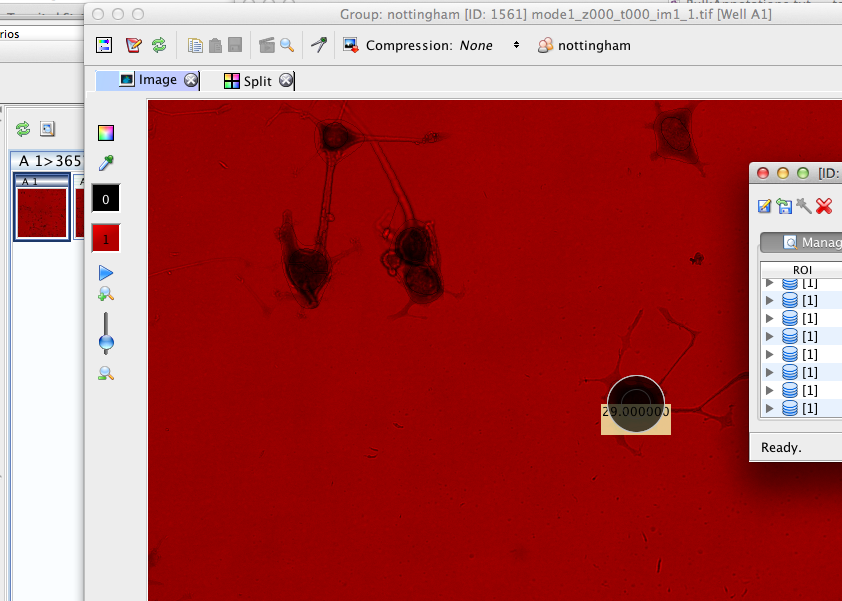 Group: nottingham [ID: 1561] mode1_z000_t000_im1_1.tif [Well A1]
rios
Compression: None
nottingham
Image
Split
A 1>365
A 1
0
1
29.000000
[ID:
Manag
ROI
[1]
[1]
[1]
[1]
[1]
[1]
[1]
[1]
Ready.